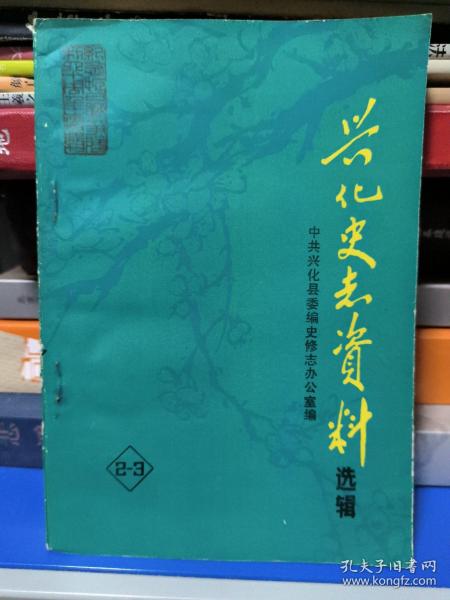 兴化史志资料
选辑
中共兴化县委编史修志办公室编
2-3
孔夫子旧书网
www.kongfz.com